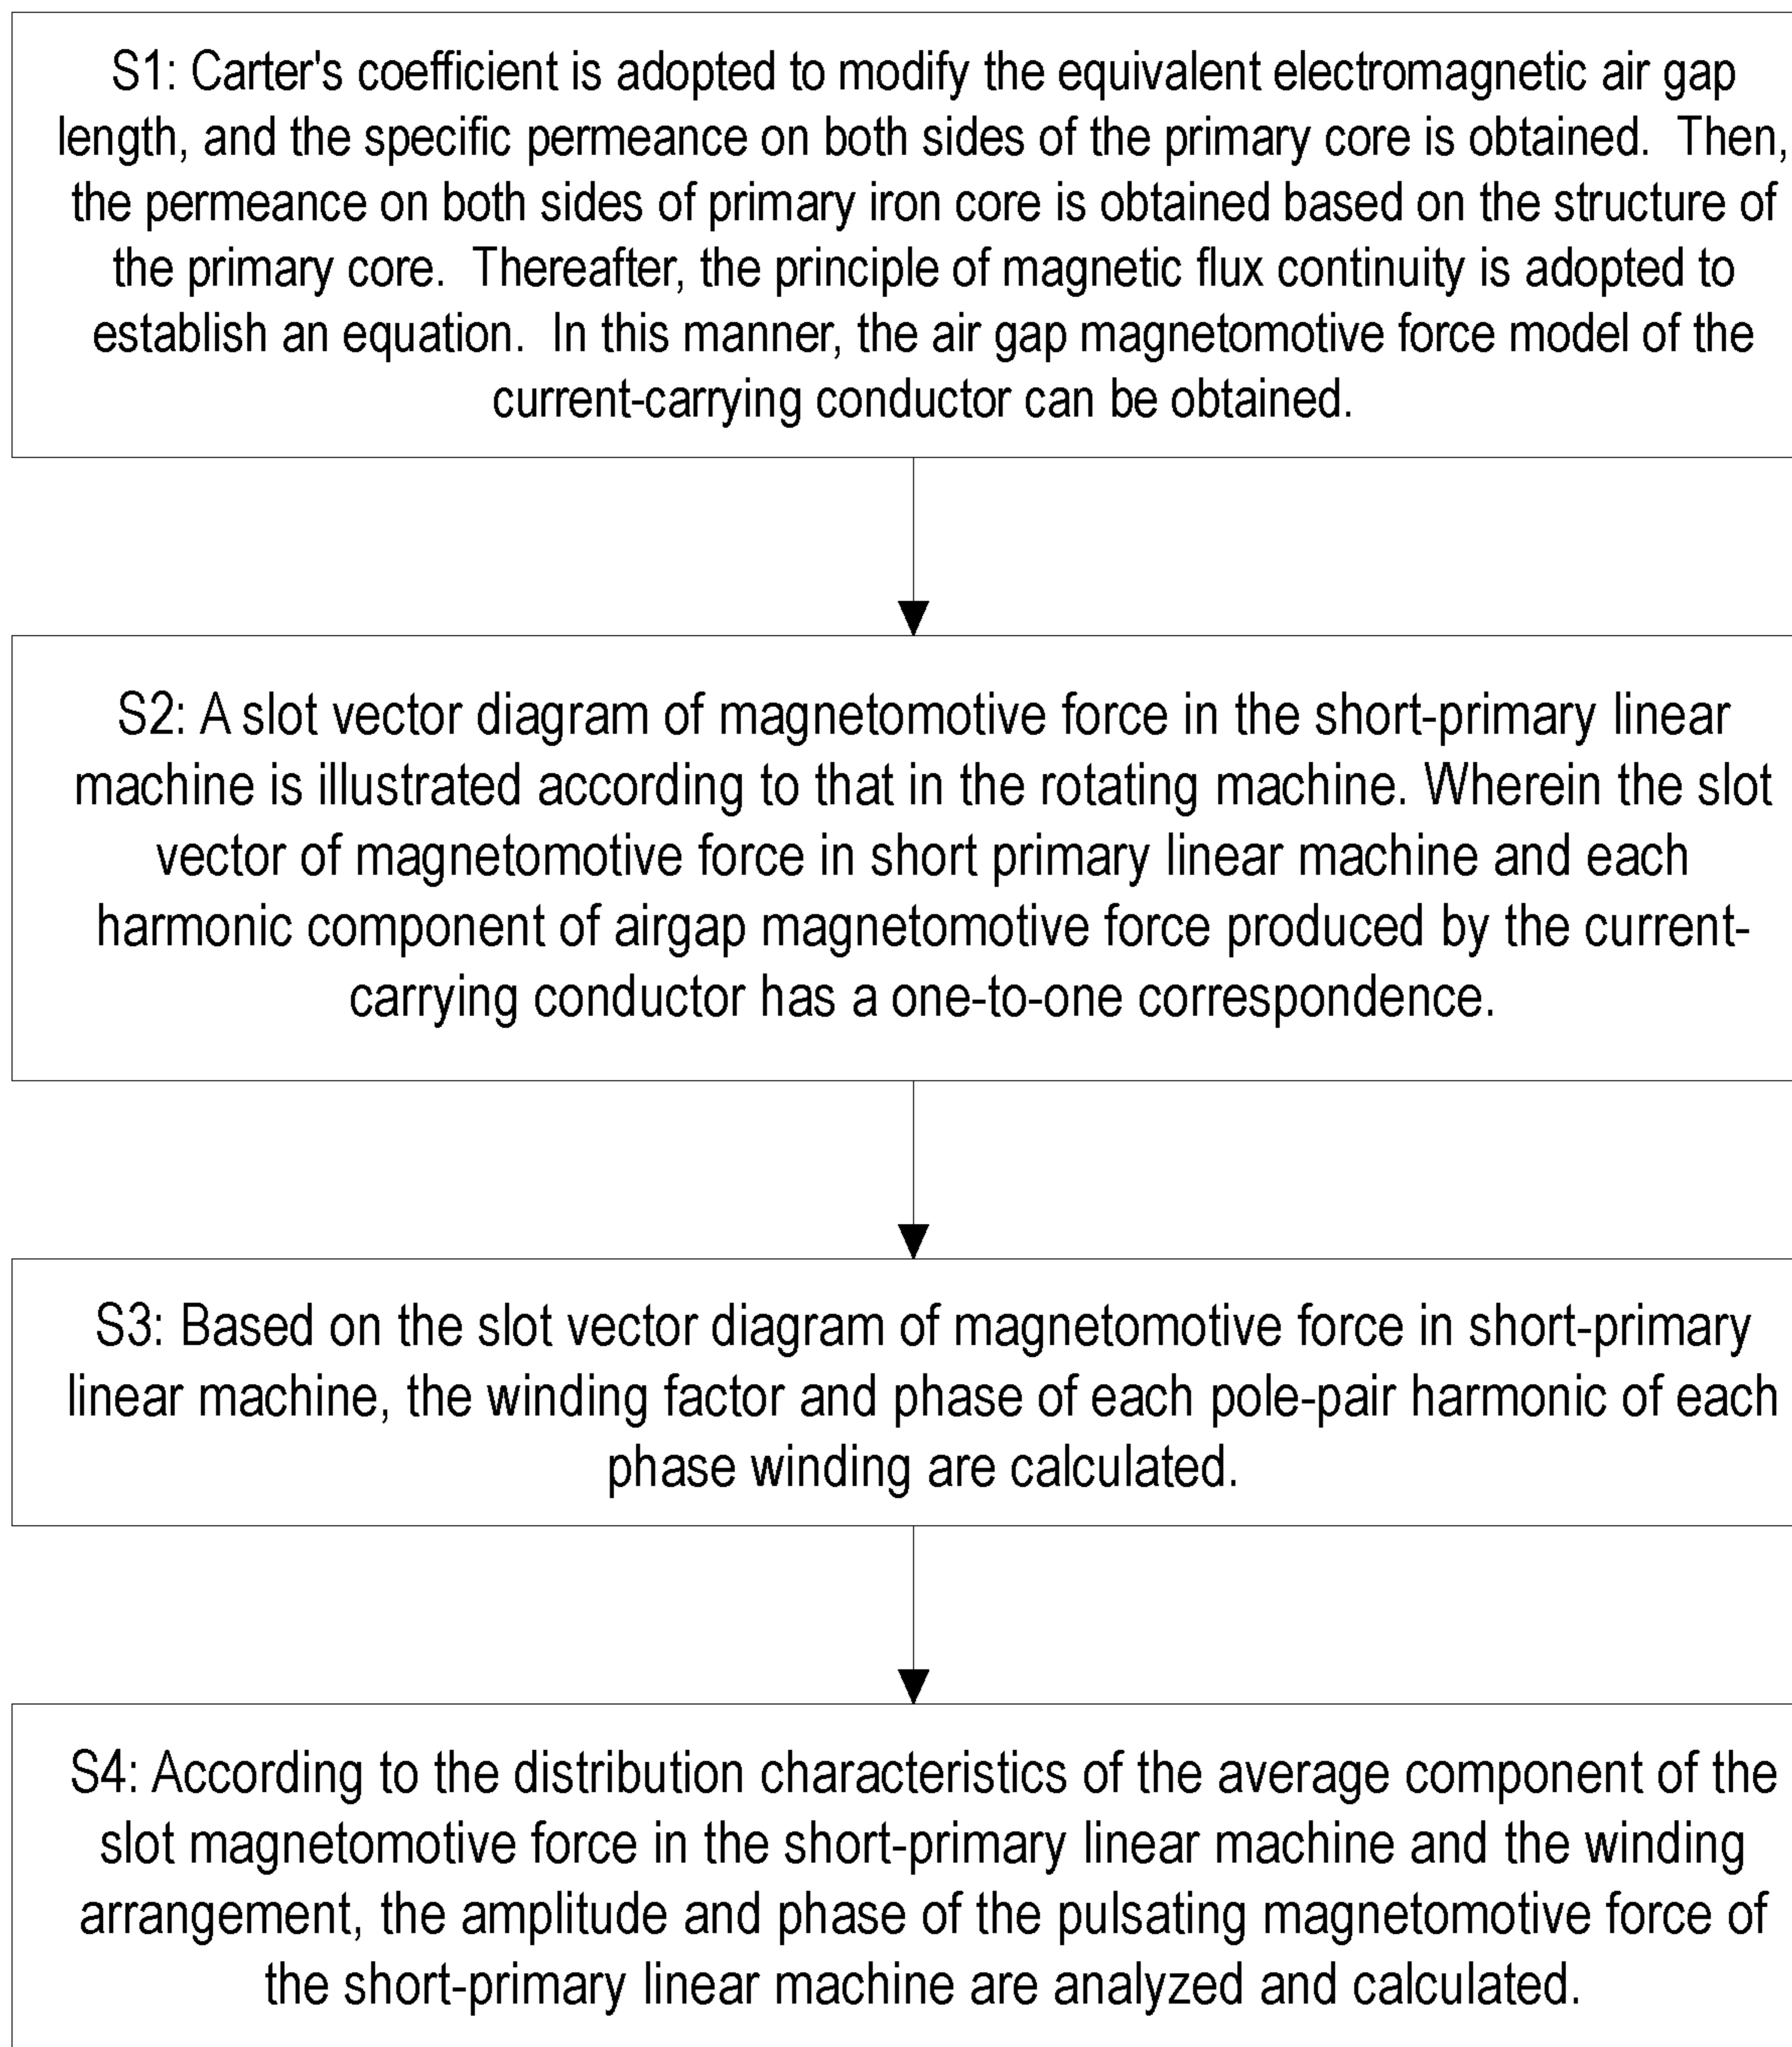 S1: Carter's coefficient is adopted to modify the equivalent electromagnetic air gap
length, and the specific permeance on both sides of the primary core is obtained.  Then,
the permeance on both sides of primary iron core is obtained based on the structure of
the primary core.  Thereafter, the principle of magnetic flux continuity is adopted to
establish an equation.  In this manner, the air gap magnetomotive force model of the
current-carrying conductor can be obtained.
S2: A slot vector diagram of magnetomotive force in the short-primary linear
machine is illustrated according to that in the rotating machine. Wherein the slot
vector of magnetomotive force in short primary linear machine and each
harmonic component of airgap magnetomotive force produced by the current-
carrying conductor has a one-to-one correspondence.
S3: Based on the slot vector diagram of magnetomotive force in short-primary
linear machine, the winding factor and phase of each pole-pair harmonic of each
phase winding are calculated.
S4: According to the distribution characteristics of the average component of the
slot magnetomotive force in the short-primary linear machine and the winding
arrangement, the amplitude and phase of the pulsating magnetomotive force of
the short-primary linear machine are analyzed and calculated.